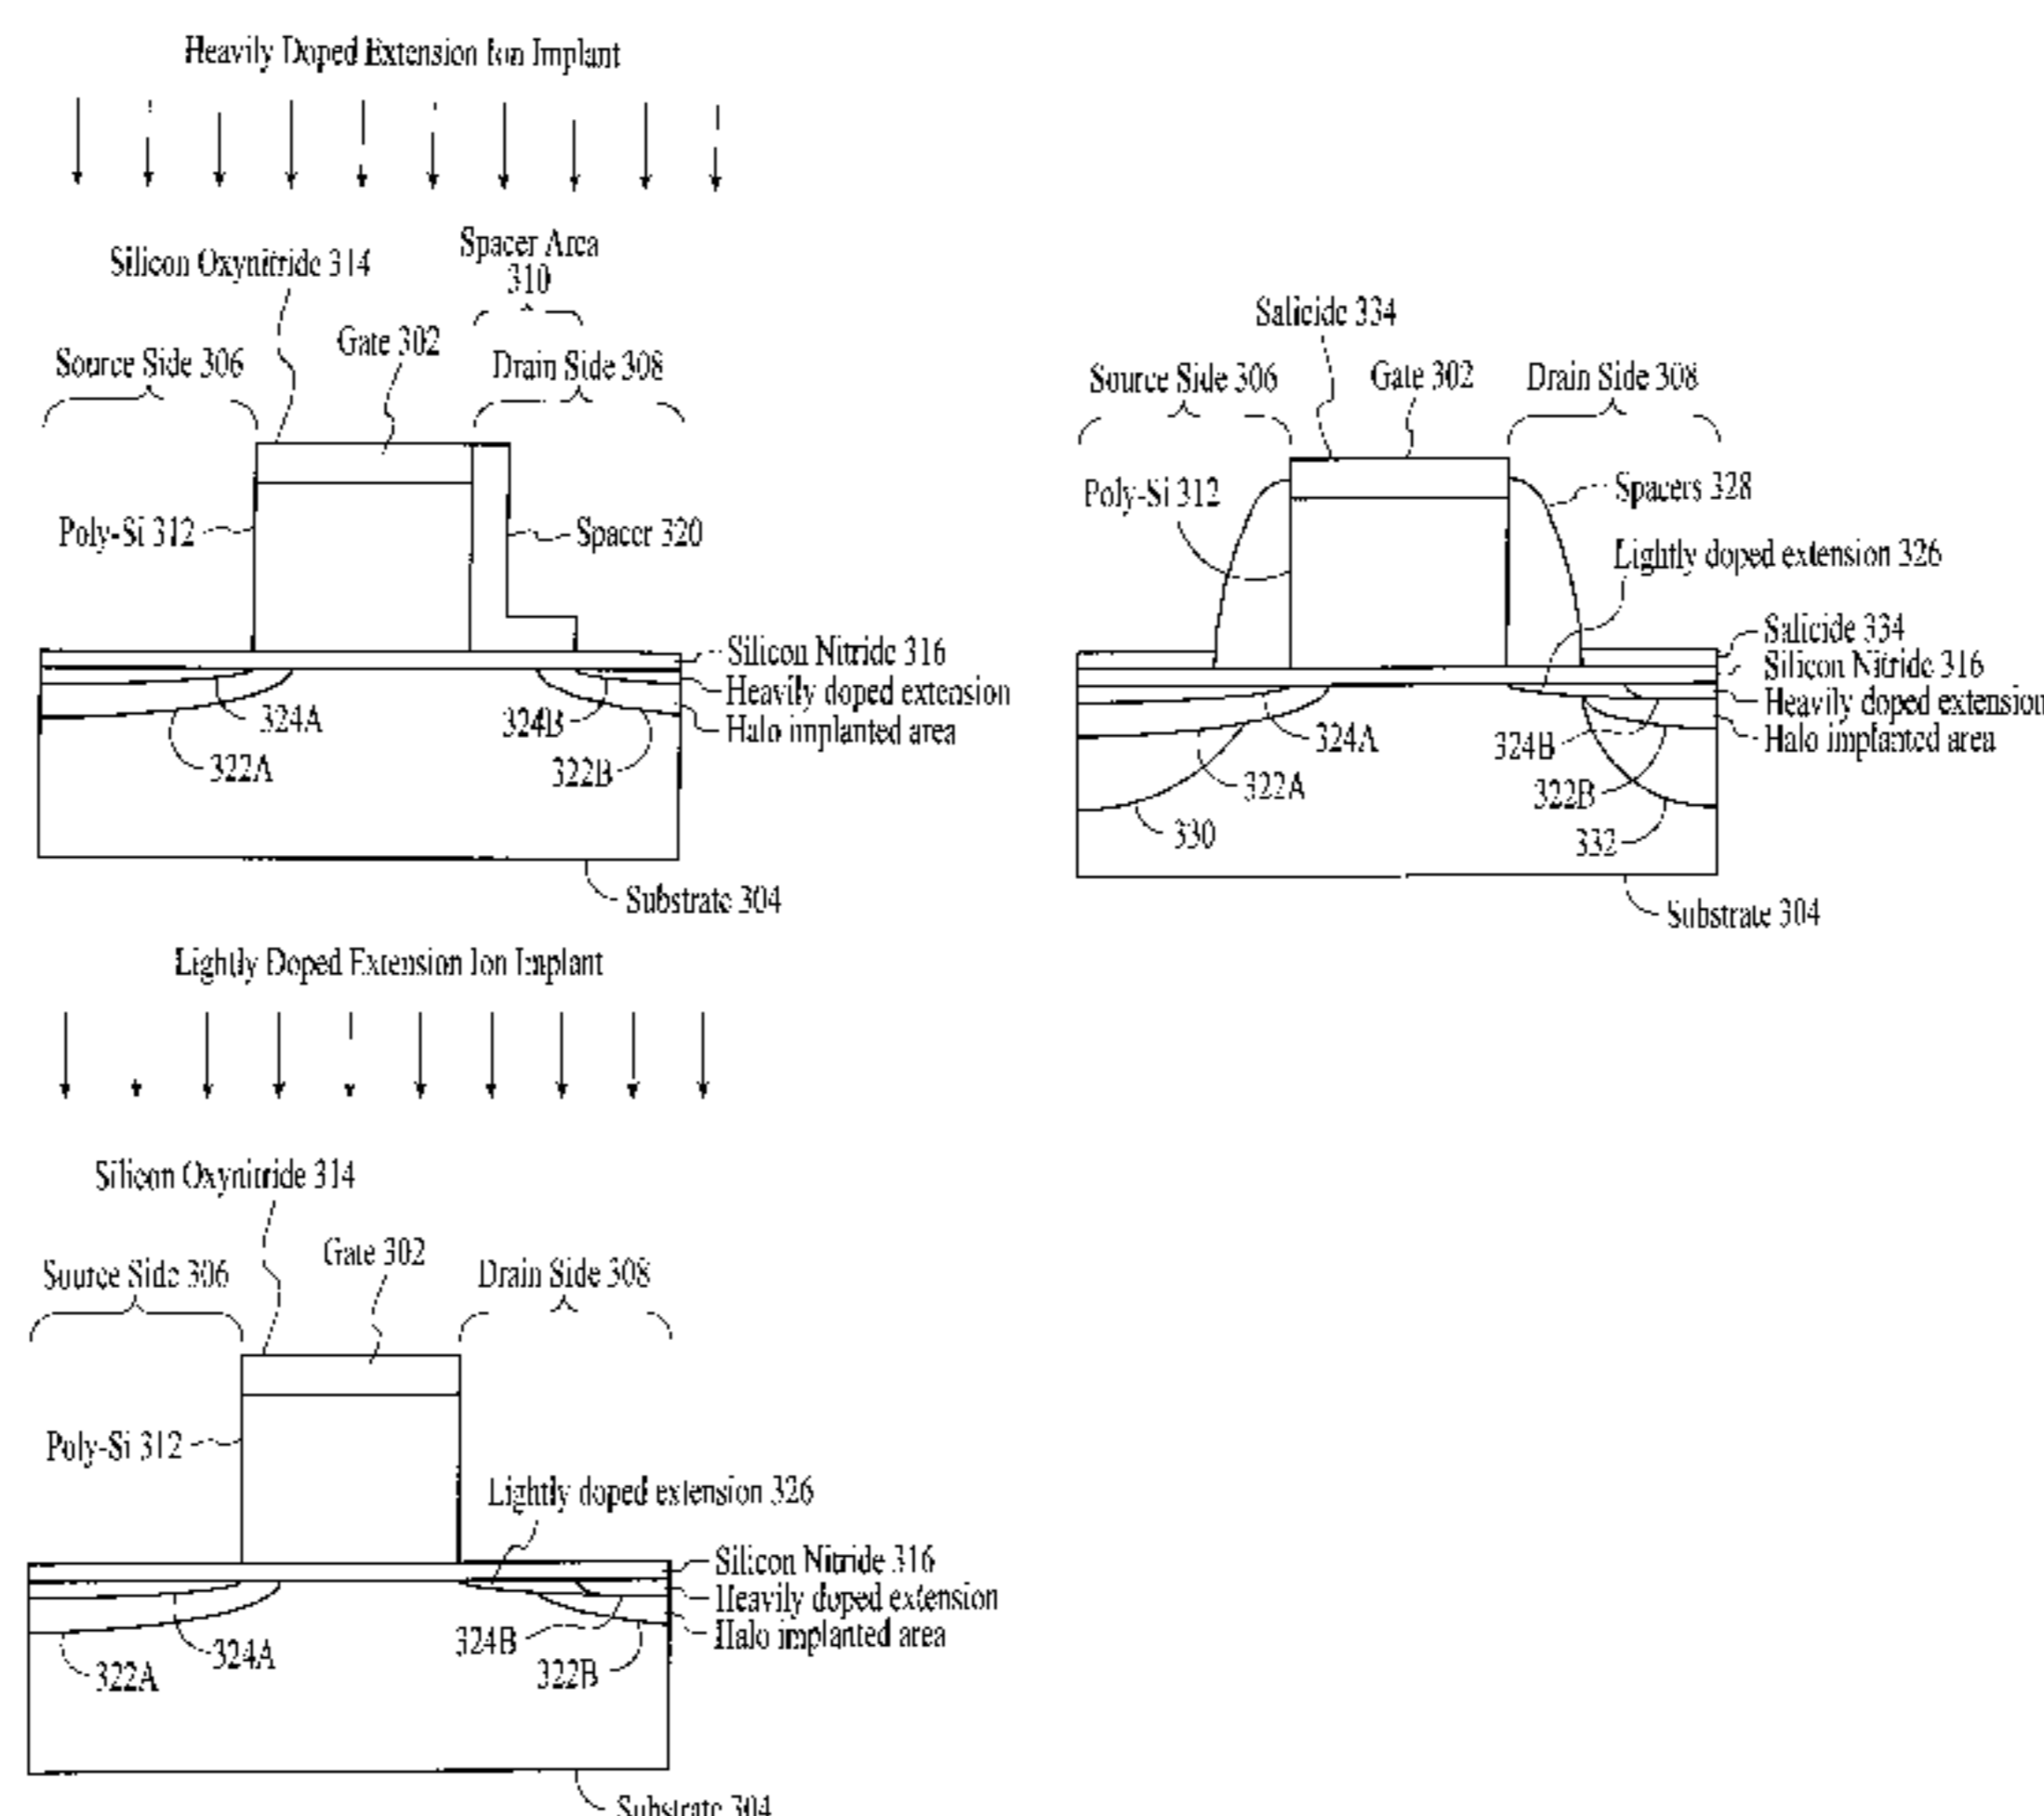 Heavily Doped Extension Ion Implant
Silicon Oxynitride 314
Spacer Area
310
Source Side 306
Gate 302
Drain Side 308
Poly-Si 312
Spacer 320
Silicon Nitride 316
Heavily doped extension
Halo implanted area
324A
324B
322A
322B
Substrate 304
Salicide 334
Source Side 306
Gate 302
Drain Side 308
Poly-Si 312
Spacers 328
Lightly doped extension 326
Salicide 334
Silicon Nitride 316
Heavily doped extension
Halo implanted area
324A
324B
322A
322B
330
332
Substrate 304
Lightly Doped Extension Ion Implant
Silicon Oxynitride 314
Source Side 306
Gate 302
Drain Side 308
Poly-Si 312
Lightly doped extension 326
Silicon Nitride 316
Heavily doped extension
Halo implanted area
324B
324A
322A
322B
Substrate 304